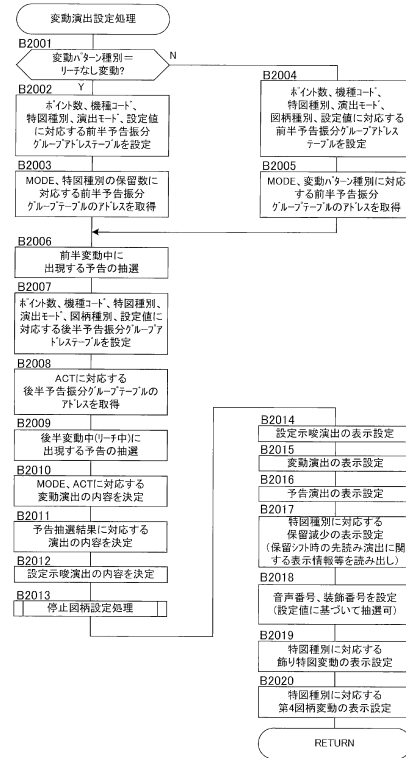 変動演出設定処理
B2001
変動パターン種別＝
リーチなし変動?
N
Y
B2002
ポイント数、機種コード、
特図種別、演出モード、設定値
に対応する前半予告振分
グループアドレステーブルを設定
B2003
MODE、特図種別の保留数に
対応する前半予告振分
グループテーブルのアドレスを取得
B2004
ポイント数、機種コード、
特図種別、演出モード、
図柄種別、設定値に対応する
前半予告振分グループアドレス
テーブルを設定
B2005
MODE、変動パターン種別に対応す
る前半予告振分
グループテーブルのアドレスを取得
B2006
前半変動中に
出現する予告の抽選
B2007
ポイント数、機種コード、特図種別、
演出モード、図柄種別、設定値に
対応する後半予告振分グループア
ドレステーブルを設定
B2008
ACTに対応する
後半予告振分グループテーブルの
アドレスを取得
B2009
後半変動中(リーチ中)に
出現する予告の抽選
B2010
MODE、ACTに対応する
変動演出の内容を決定
B2011
予告抽選結果に対応する
演出の内容を決定
B2012
設定示唆演出の内容を決定
B2013
停止図柄設定処理
B2014
設定示唆演出の表示設定
B2015
変動演出の表示設定
B2016
予告演出の表示設定
B2017
特図種別に対応する
保留減少の表示設定
(保留シフト時の先読み演出に関
する表示情報等を読み出し)
B2018
音声番号、装飾番号を設定
(設定値に基づいて抽選可)
B2019
特図種別に対応する
飾り特図変動の表示設定
B2020
特図種別に対応する
第4図柄変動の表示設定
RETURN